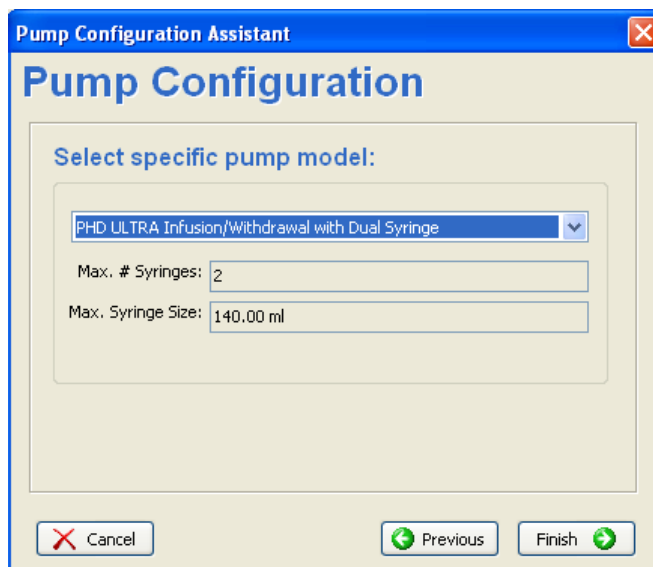 Pump Configuration Assistant
Pump Configuration
Select specific pump model:
PHD ULTRA Infusion/Withdrawal with Dual Syringe
Max. # Syringes: 2
Max. Syringe Size: 140.00 ml
Cancel Previous Finish